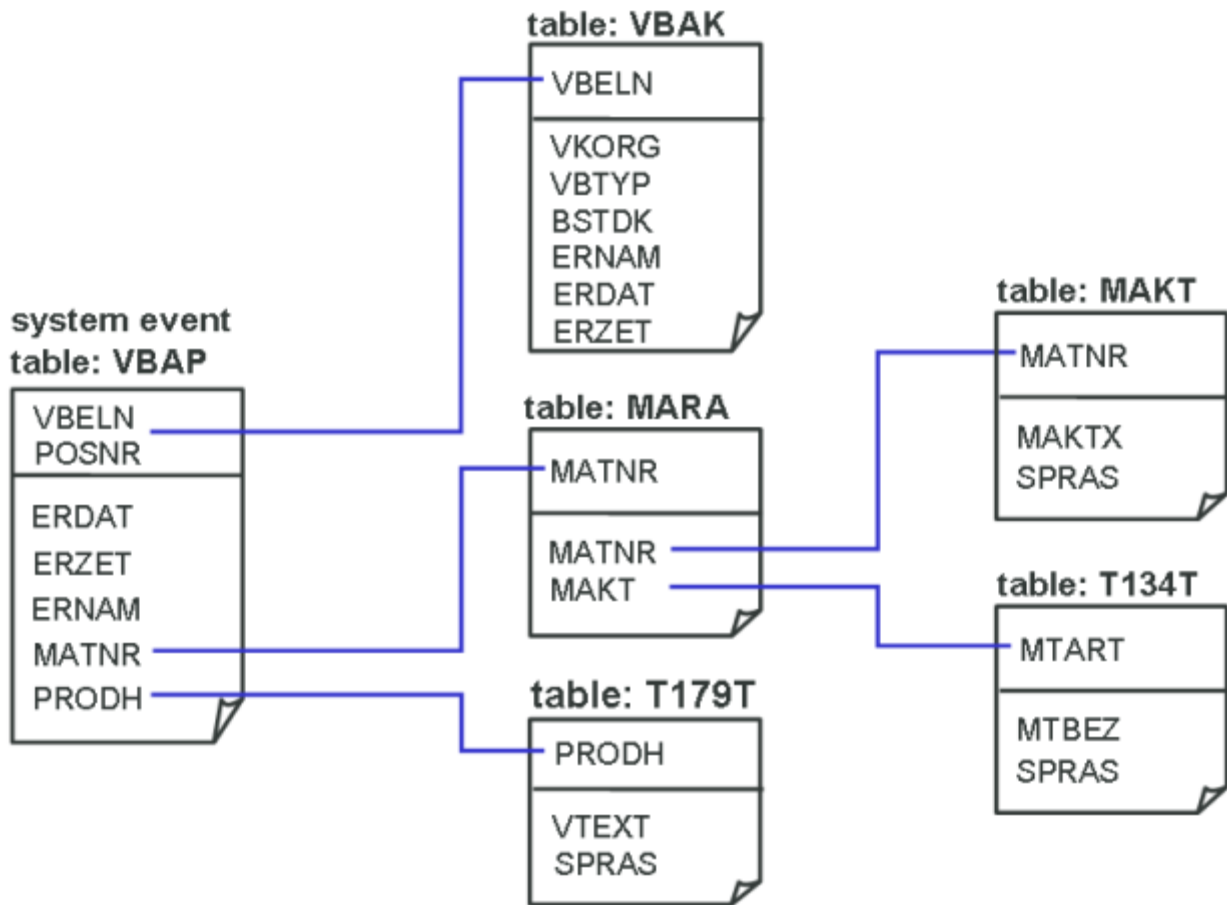 table: VBAK
VBELN
VKORG
VBTYP
BSTDK
ERNAM
ERDAT
ERZET
system event
table: VBAP
VBELN
POSNR
ERDAT
ERZET
ERNAM
MATNR
PRODH
table: MARA
MATNR
MATNR
MAKT
table: T179T
PRODH
VTEXT
SPRAS
table: MAKT
MATNR
MAKTX
SPRAS
table: T134T
MTART
MTBEZ
SPRAS